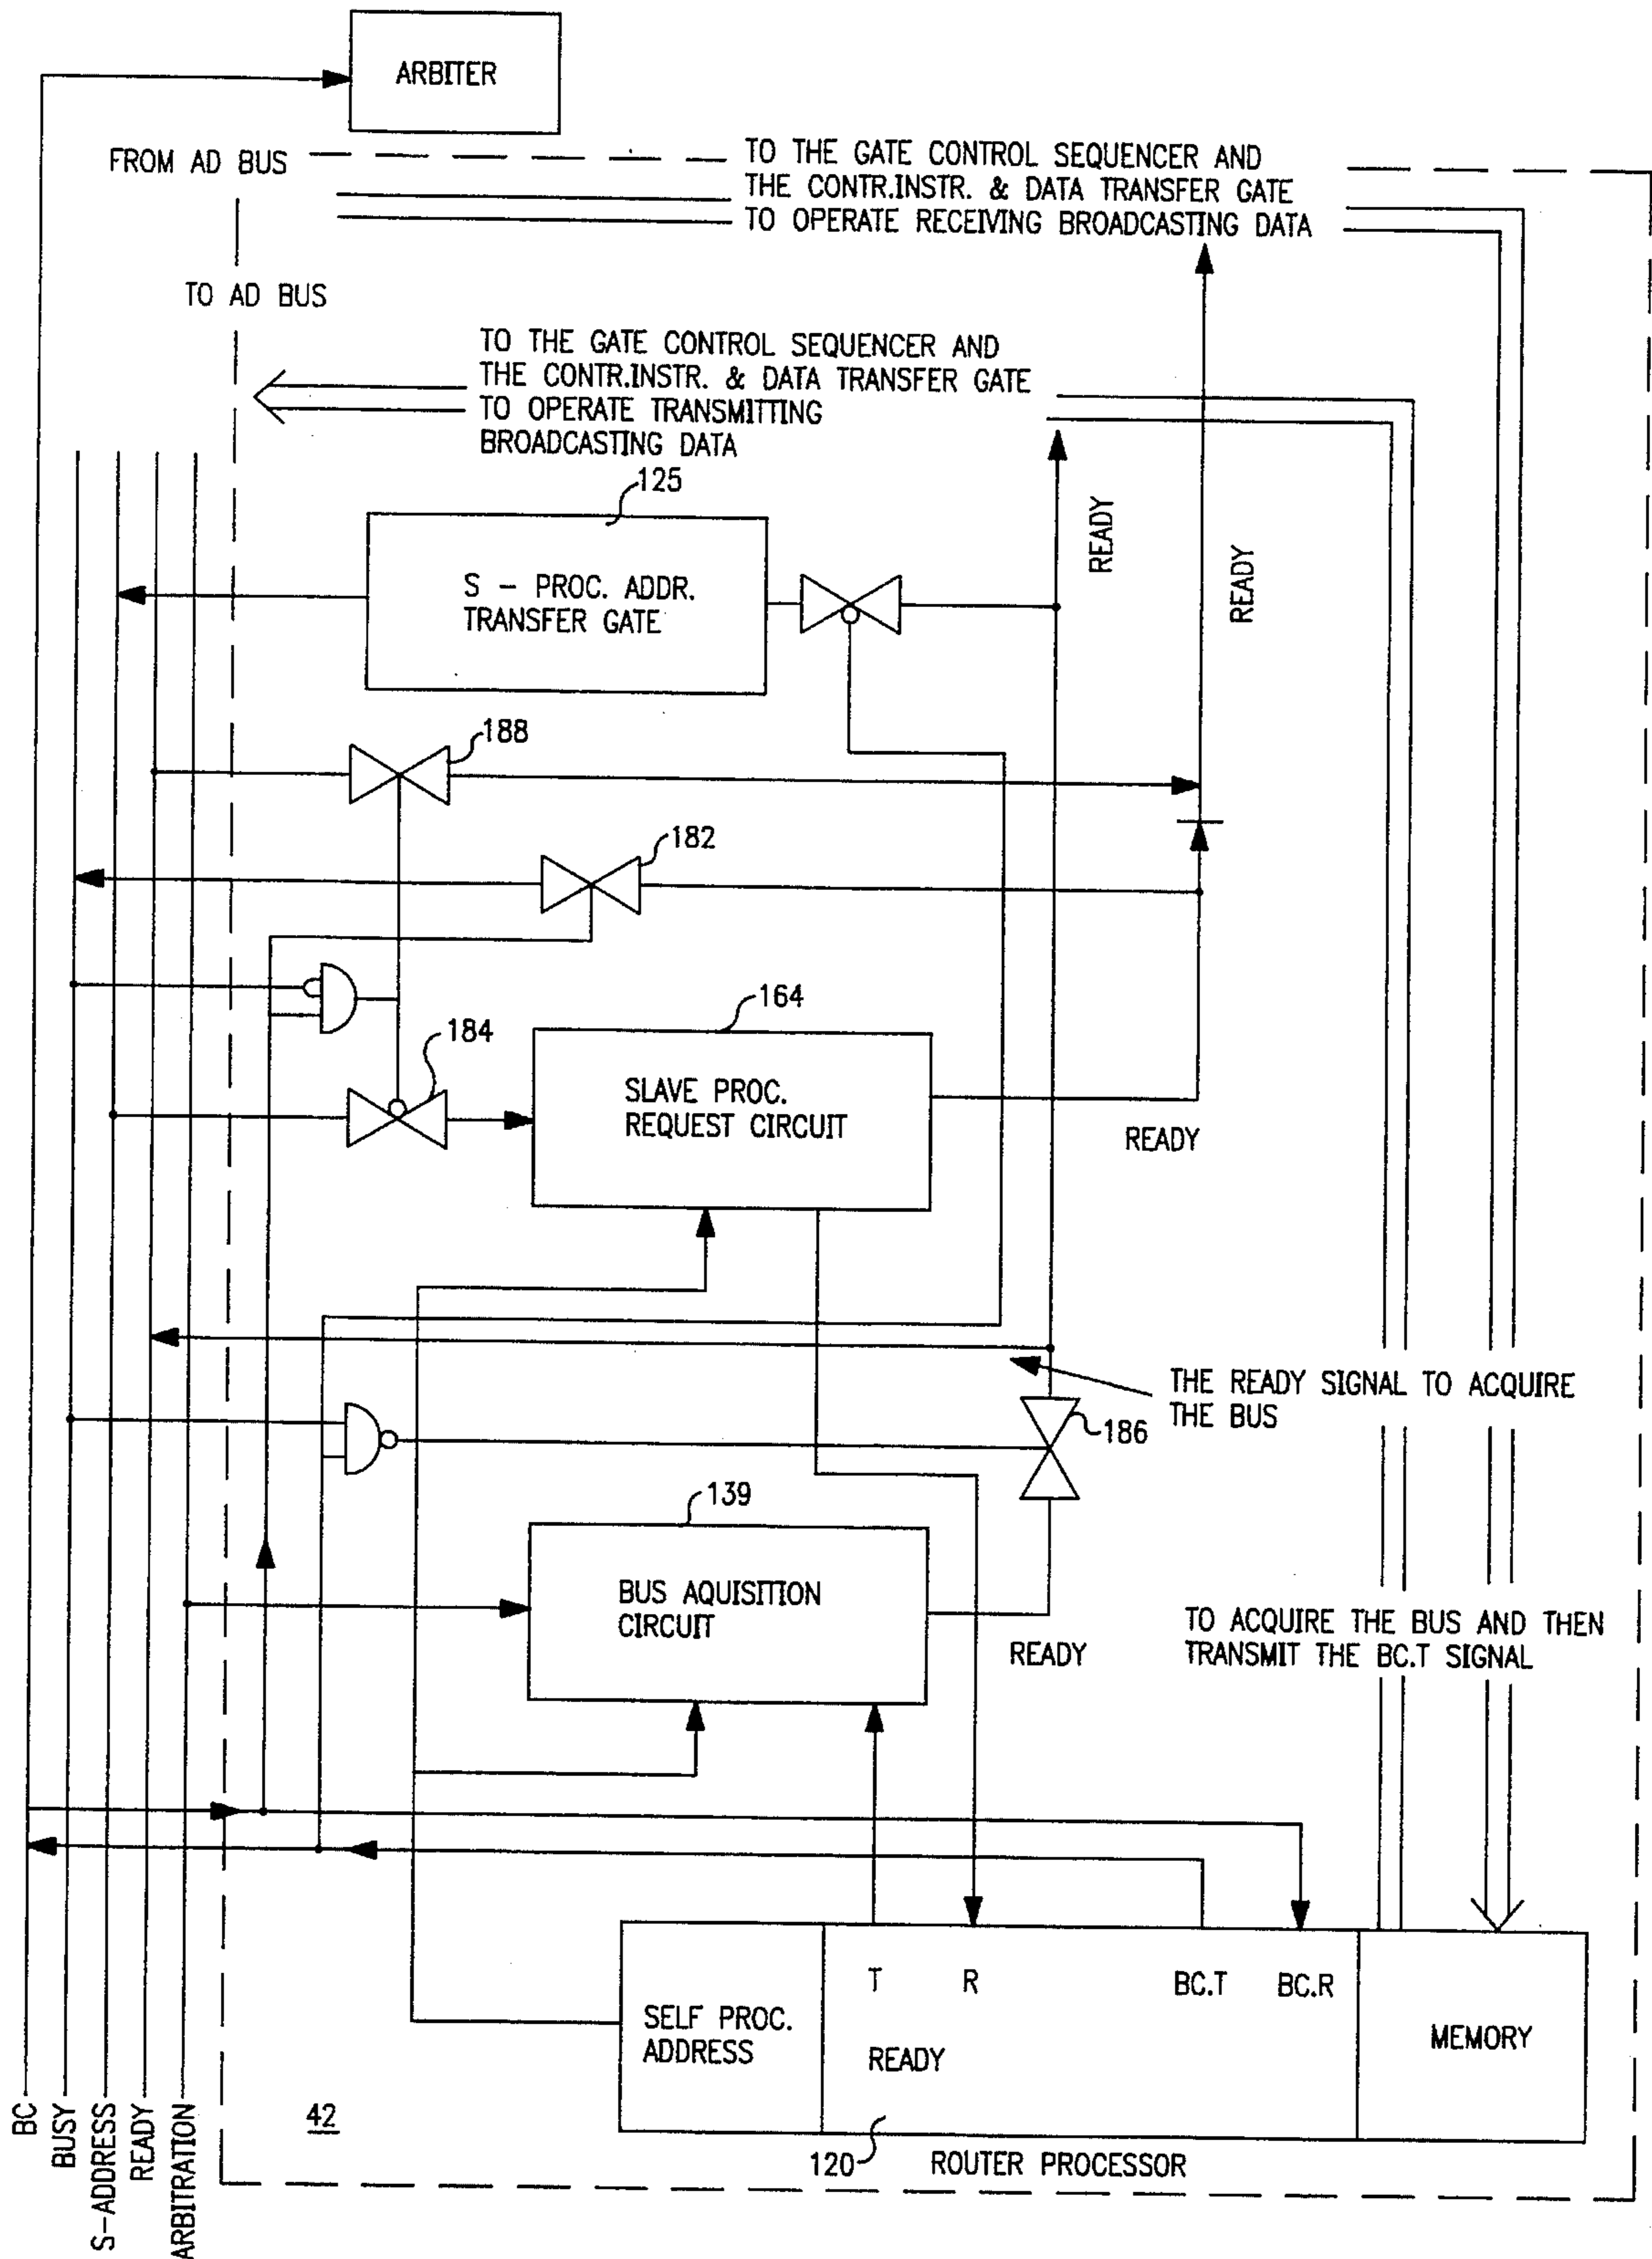 ARBITER
FROM AD BUS
TO THE GATE CONTROL SEQUENCER AND
THE CONTR.INSTR. & DATA TRANSFER GATE
TO OPERATE RECEIVING BROADCASTING DATA
TO AD BUS
TO THE GATE CONTROL SEQUENCER AND
THE CONTR.INSTR. & DATA TRANSFER GATE
TO OPERATE TRANSMITTING
BROADCASTING DATA
125
READY
READY
S - PROC. ADDR.
TRANSFER GATE
188
182
164
184
SLAVE PROC.
REQUEST CIRCUIT
READY
THE READY SIGNAL TO ACQUIRE
THE BUS
186
139
BUS AQUISITION
CIRCUIT
READY
TO ACQUIRE THE BUS AND THEN
TRANSMIT THE BC.T SIGNAL
T
R
BC.T
BC.R
SELF PROC.
ADDRESS
READY
MEMORY
BC
BUSY
S-ADDRESS
READY
ARBITRATION
42
120
ROUTER PROCESSOR